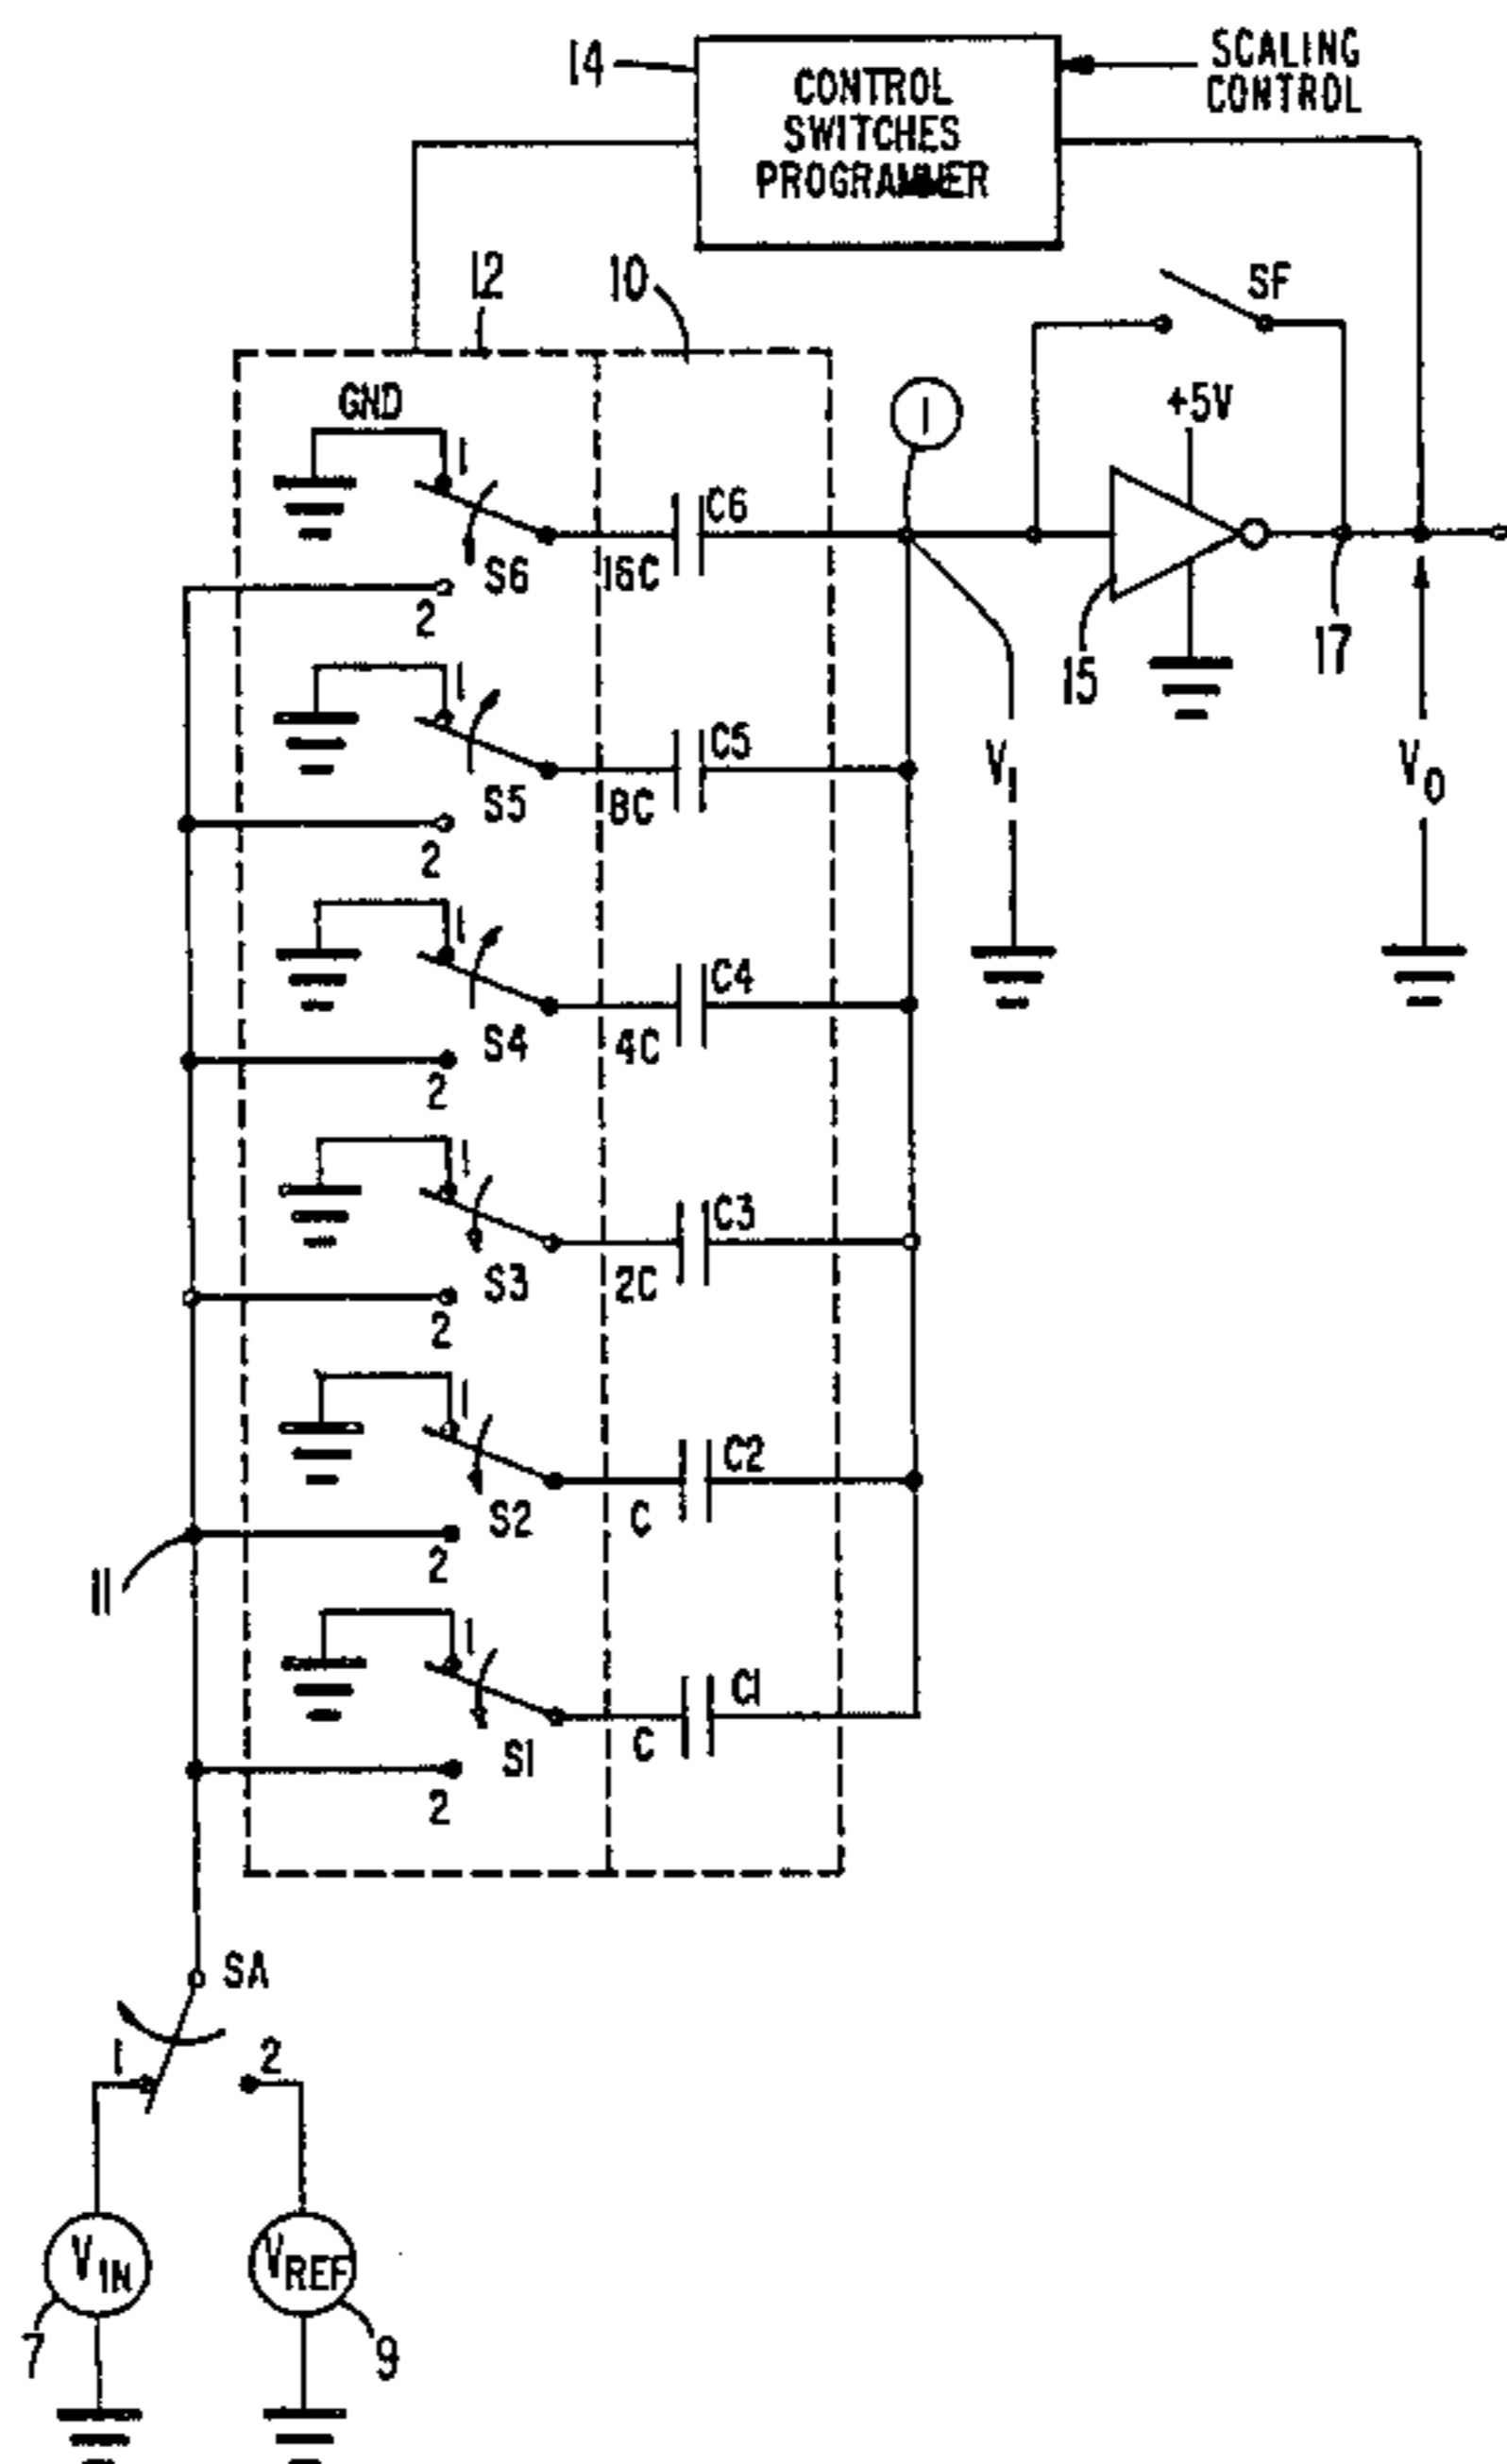 14
CONTROL
SWITCHES
PROGRAMMER
SCALING
CONTROL
12
10
SF
GND
1
1
+5V
C6
S6
16C
2
15
17
1
C5
S5
8C
V1
VO
2
1
C4
S4
4C
2
1
C3
S3
2C
2
1
C2
S2
C
11
2
1
C1
S1
C
2
SA
1
2
VIN
VREF
7
9